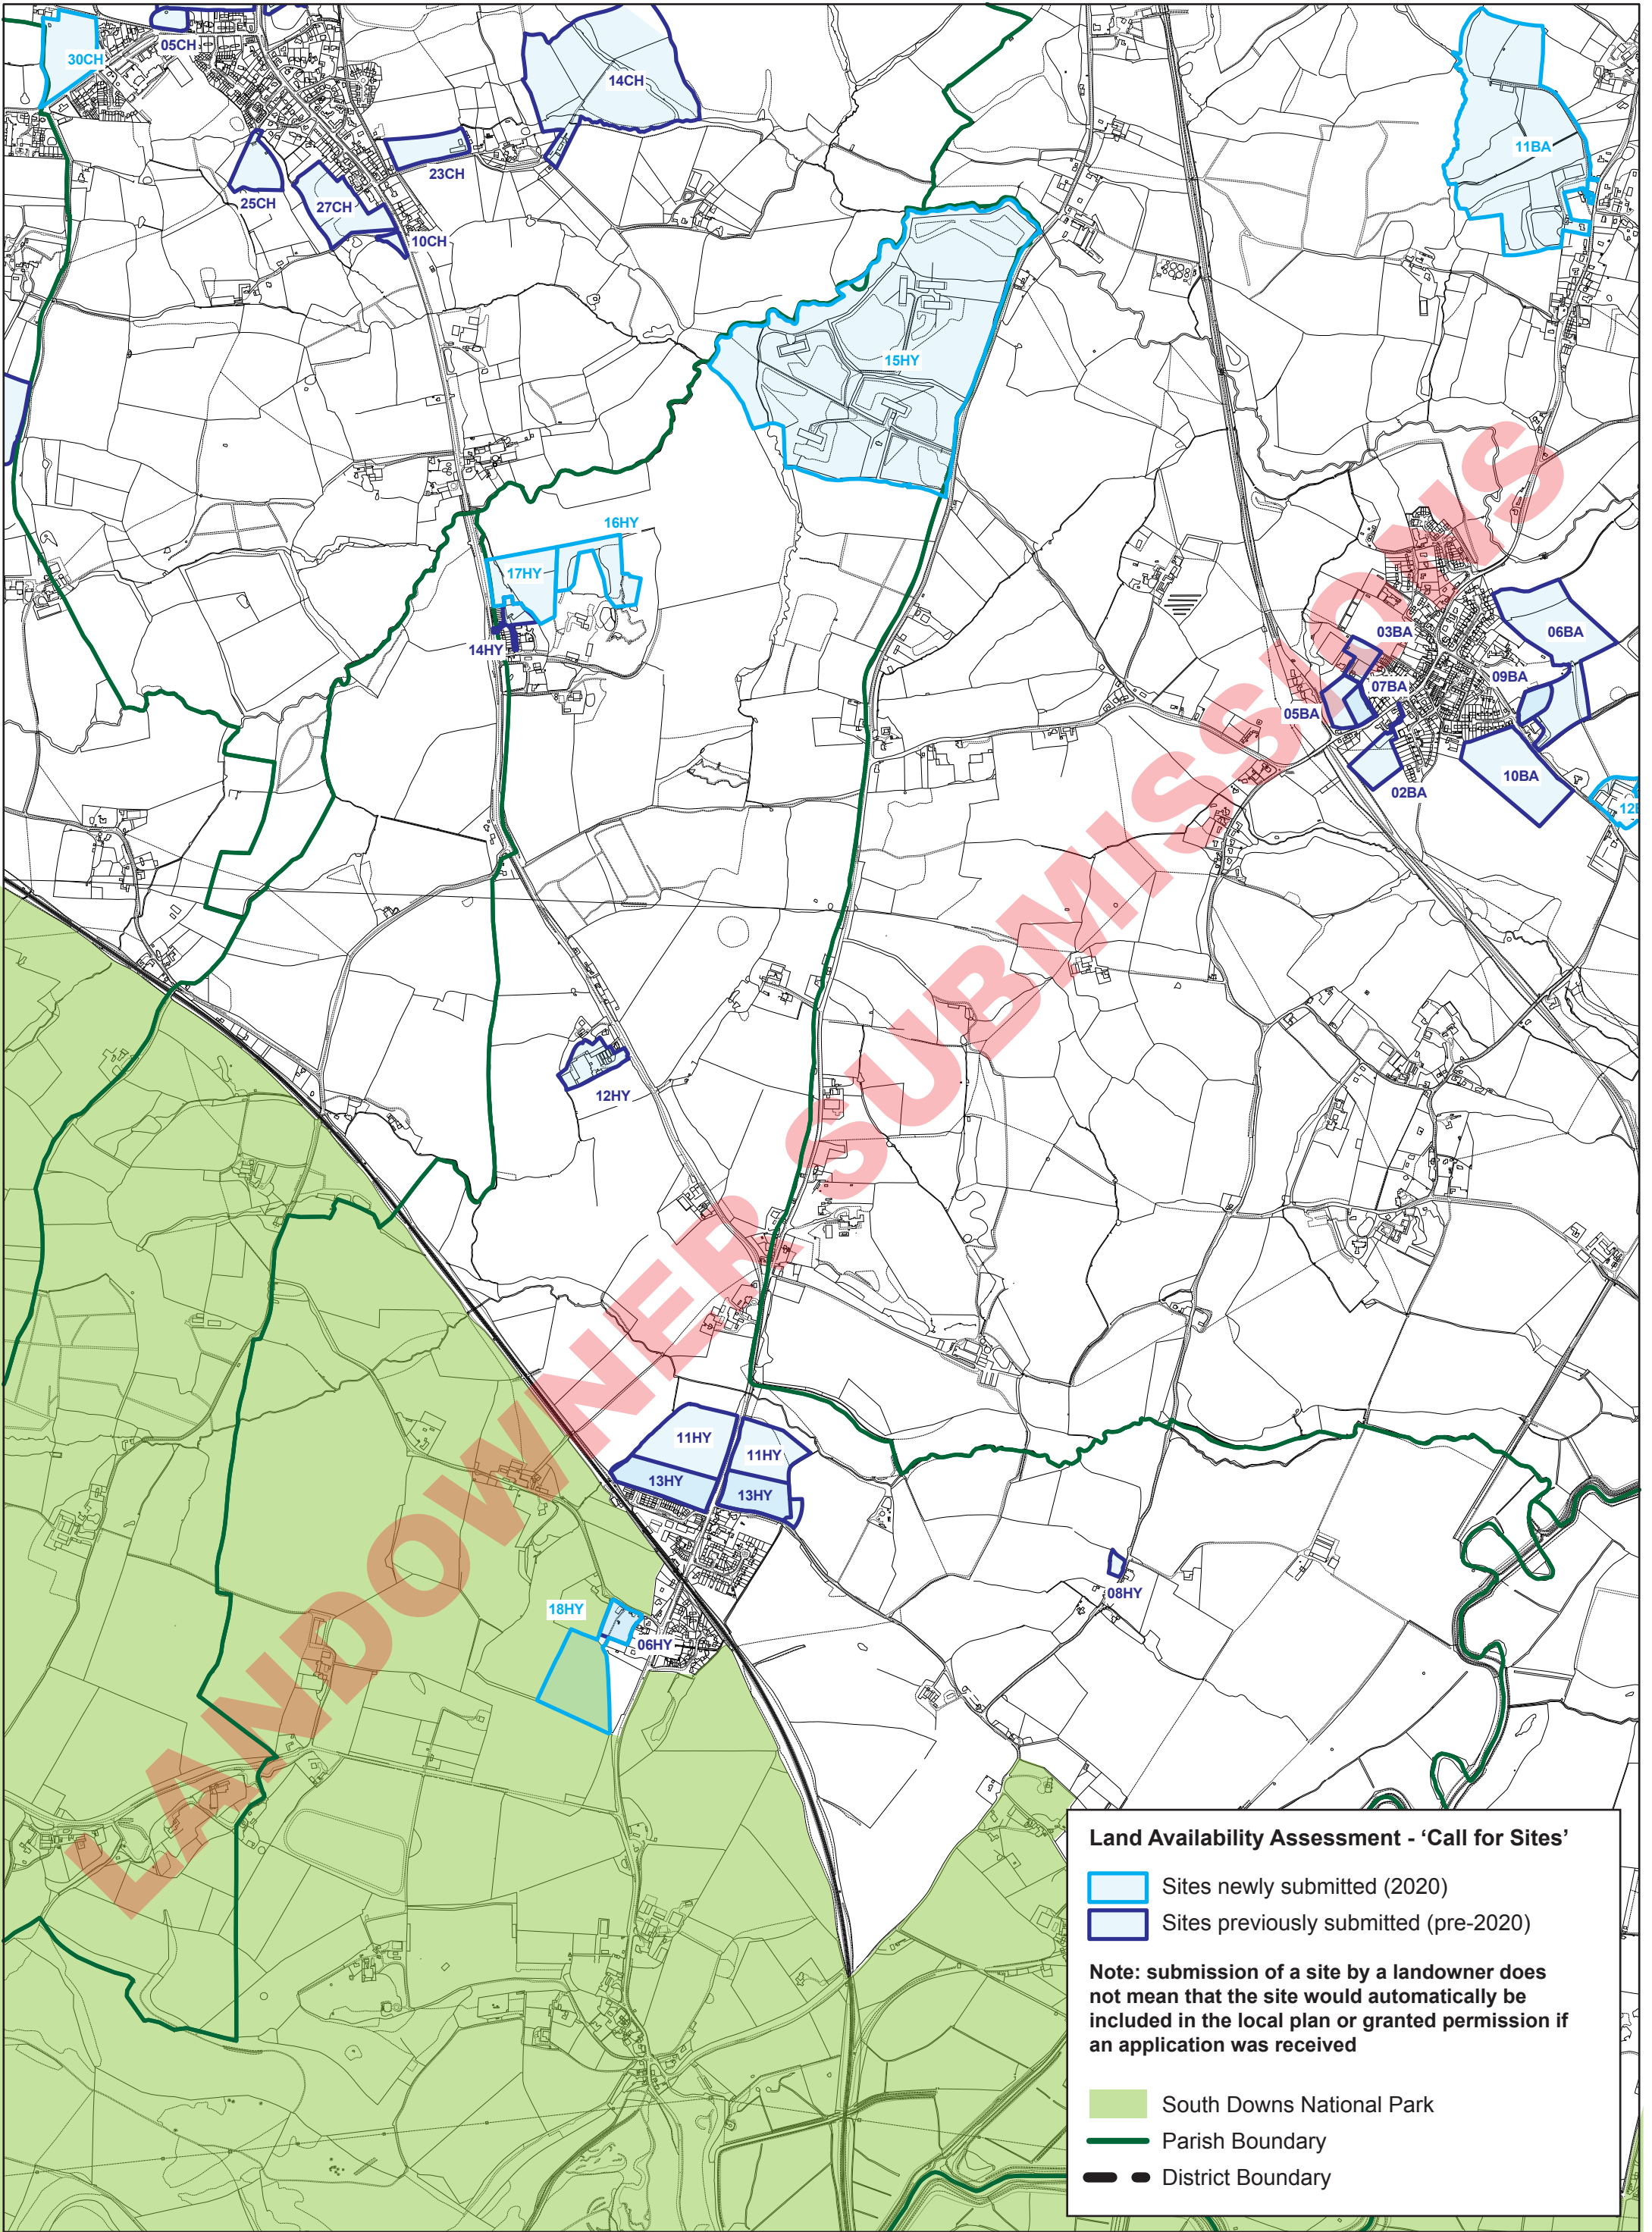 05CH
30CH
14CH
11BA
23CH
25CH
27CH
10CH
15HY
16HY
17HY
14HY
03BA
06BA
09BA
07BA
05BA
10BA
02BA
12B
12HY
11HY
11HY
13HY
13HY
08HY
18HY
06HY
LANDOWNER SUBMISSIONS
Land Availability Assessment - ‘Call for Sites’
Sites newly submitted (2020)
Sites previously submitted (pre-2020)
Note: submission of a site by a landowner does
not mean that the site would automatically be
included in the local plan or granted permission if
an application was received
South Downs National Park
Parish Boundary
District Boundary